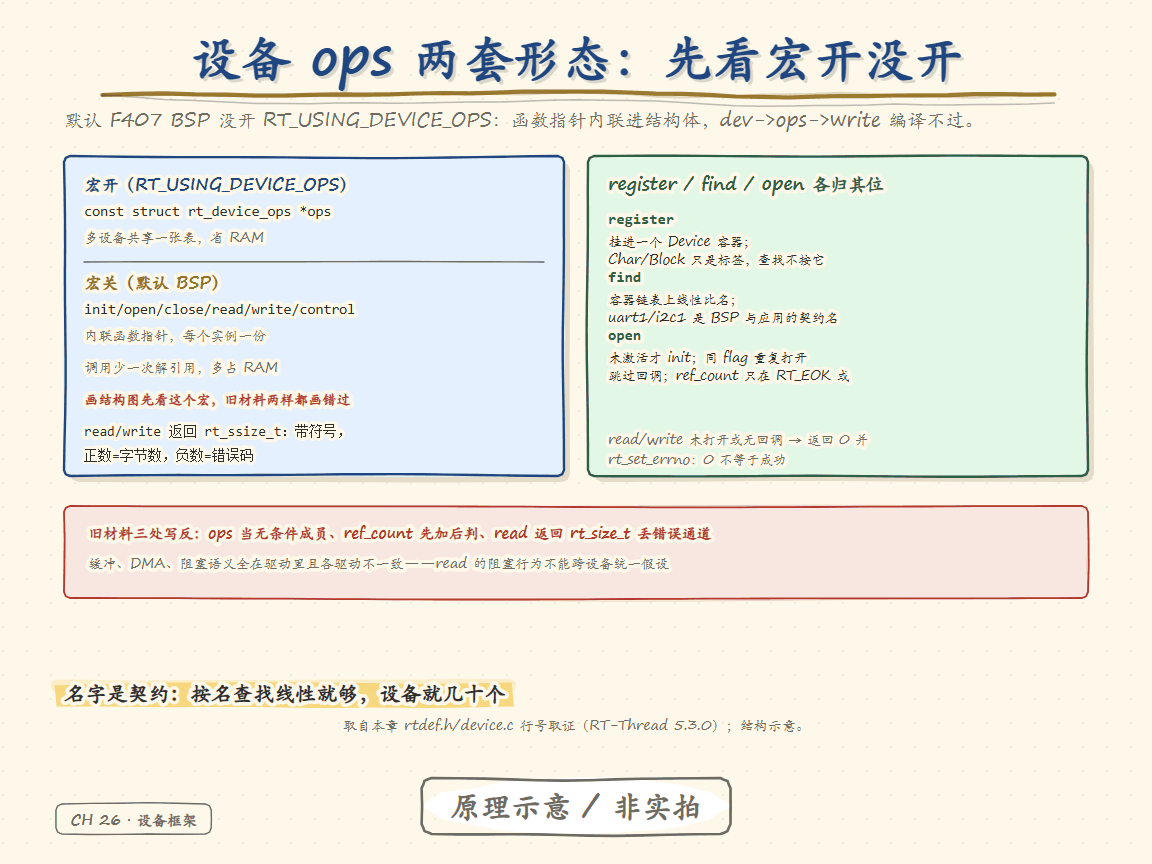 设备 ops 两套形态：先看宏开没开
默认 F407 BSP 没开 RT_USING_DEVICE_OPS：函数指针内联进结构体，dev->ops->write 编译不过。
宏开（RT_USING_DEVICE_OPS）
const struct rt_device_ops *ops
多设备共享一张表，省 RAM
宏关（默认 BSP）
init/open/close/read/write/control
内联函数指针，每个实例一份
调用少一次解引用，多占 RAM
画结构图先看这个宏，旧材料两样都画错过
read/write 返回 rt_ssize_t：带符号，
正数=字节数，负数=错误码
register / find / open 各归其位
register
挂进一个 Device 容器；
Char/Block 只是标签，查找不按它
find
容器链表上线性比名；
uart1/i2c1 是 BSP 与应用的契约名
open
未激活才 init；同 flag 重复打开
跳过回调；ref_count 只在 RT_EOK 或
read/write 未打开或无回调 → 返回 0 并
rt_set_errno：0 不等于成功
旧材料三处写反：ops 当无条件成员、ref_count 先加后判、read 返回 rt_size_t 丢错误通道
缓冲、DMA、阻塞语义全在驱动里且各驱动不一致——read 的阻塞行为不能跨设备统一假设
名字是契约：按名查找线性就够，设备就几十个
取自本章 rtdef.h/device.c 行号取证（RT-Thread 5.3.0）；结构示意。
原理示意 / 非实拍
CH 26 · 设备框架